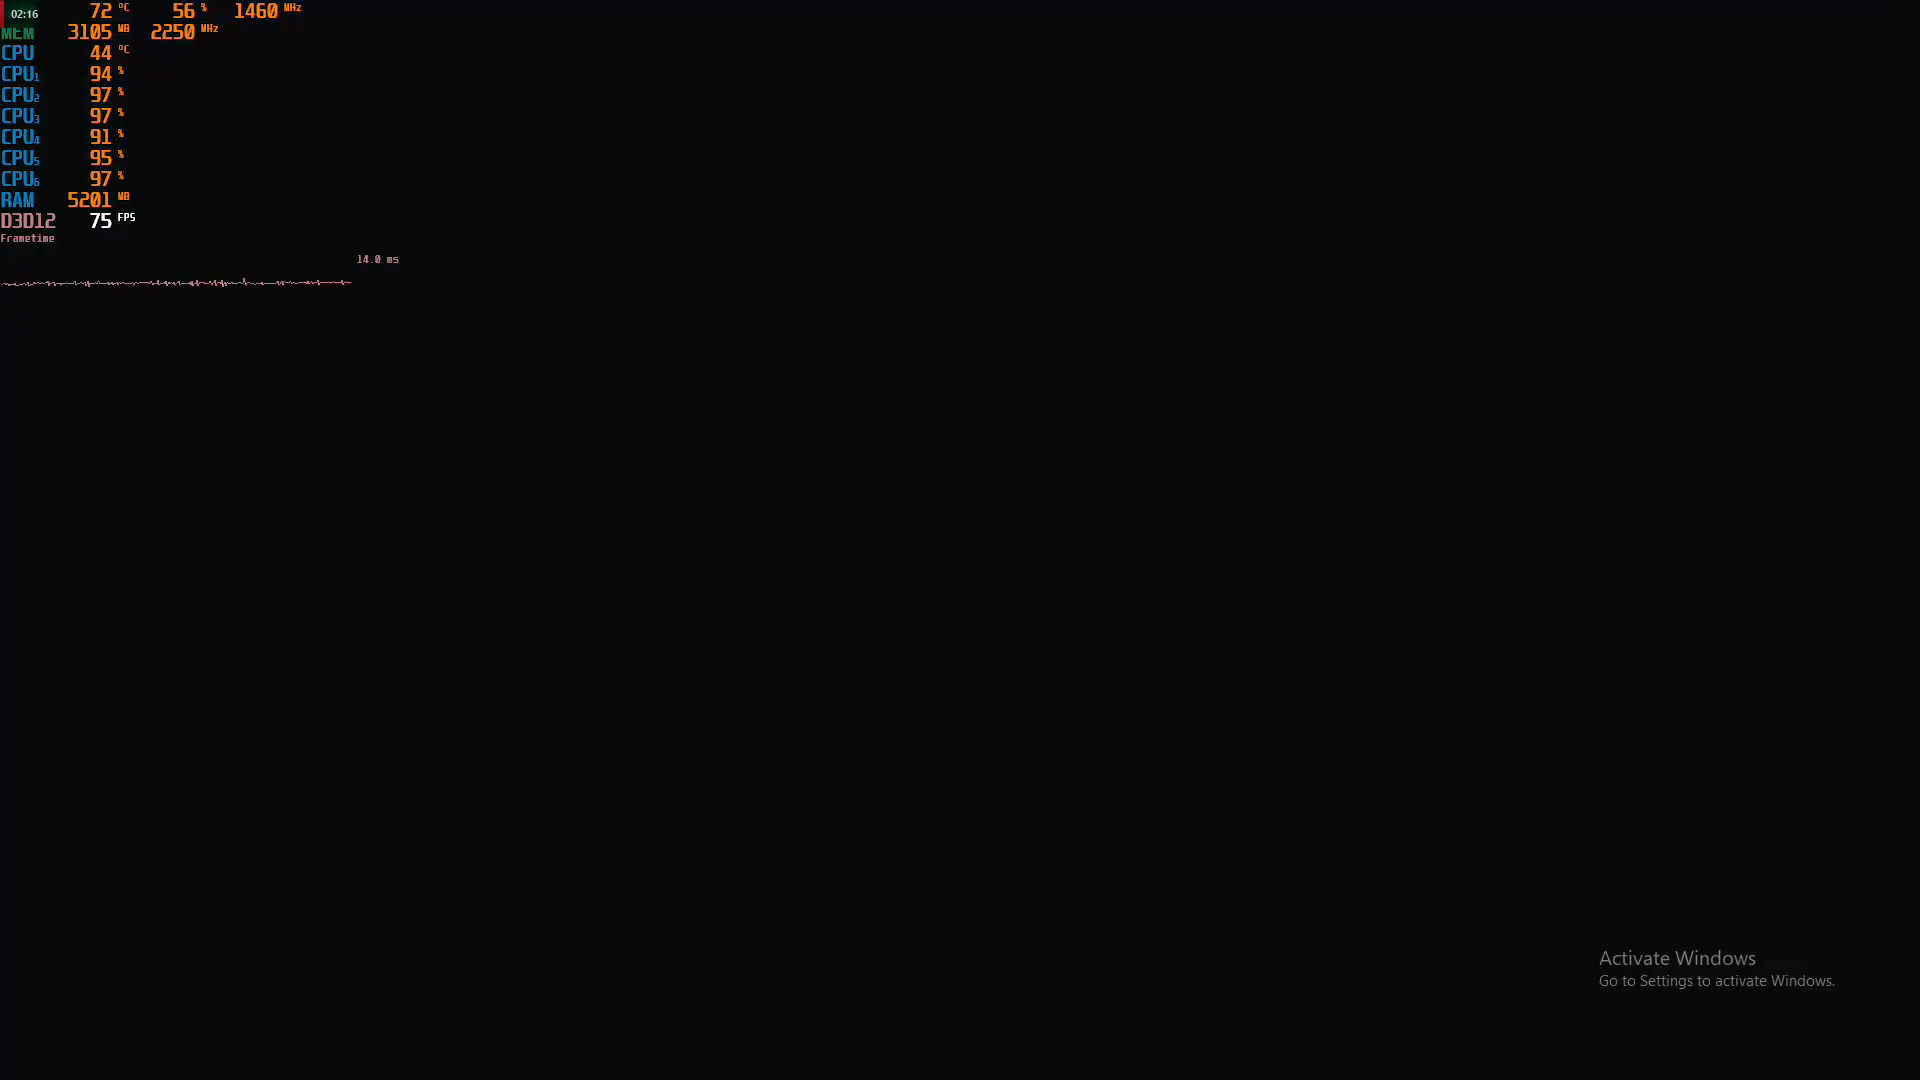 02:16 72 °C 56 % 1460 MHz
MEM 3105 MB 2250 MHz
CPU 44 °C
CPU1 94 %
CPU2 97 %
CPU3 97 %
CPU4 91 %
CPU5 95 %
CPU6 97 %
RAM 5201 MB
D3D12 75 FPS
Frametime
14.0 ms
Activate Windows
Go to Settings to activate Windows.